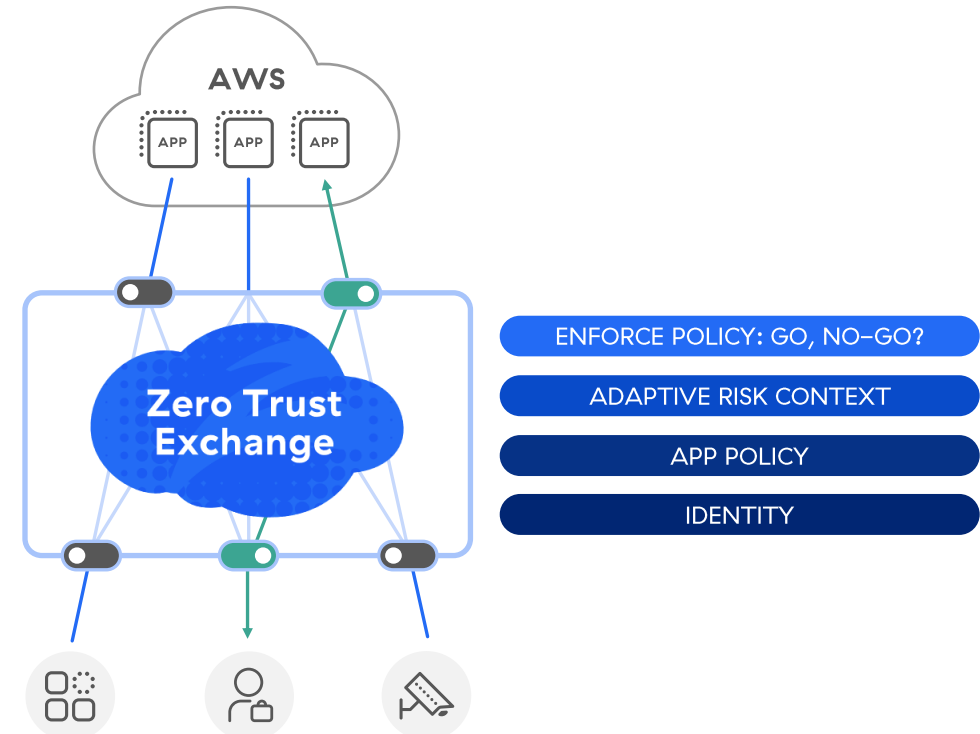 AWS
APP APP APP
Zero Trust
Exchange
ENFORCE POLICY: GO, NO–GO?
ADAPTIVE RISK CONTEXT
APP POLICY
IDENTITY